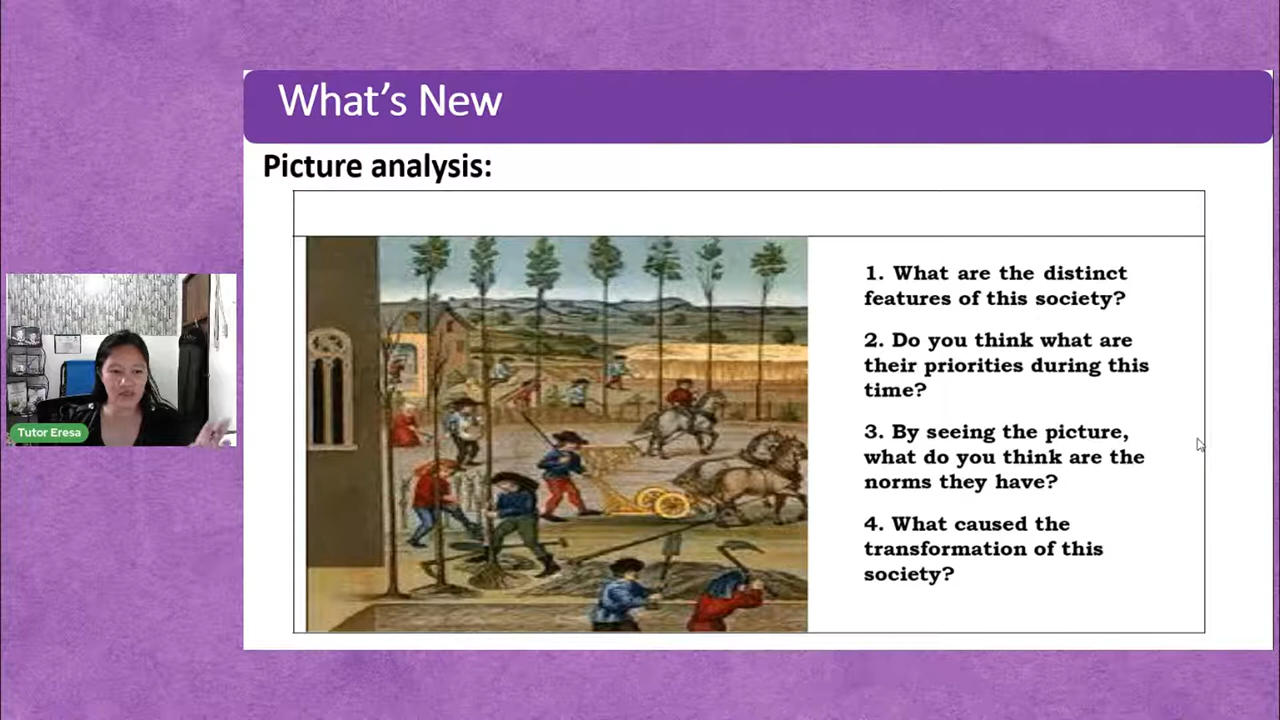 What's New
Picture analysis:
1. What are the distinct
features of this society?
2. Do you think what are
their priorities during this
time?
3. By seeing the picture,
what do you think are the
norms they have?
4. What caused the
transformation of this
society?
Tutor Eresa